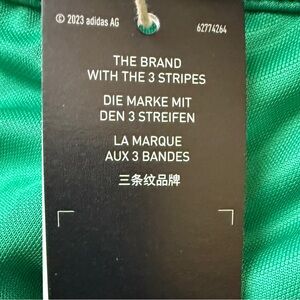 © 2023 adidas AG 62774264
THE BRAND
WITH THE 3 STRIPES
DIE MARKE MIT
DEN 3 STREIFEN
LA MARQUE
AUX 3 BANDES
三条纹品牌